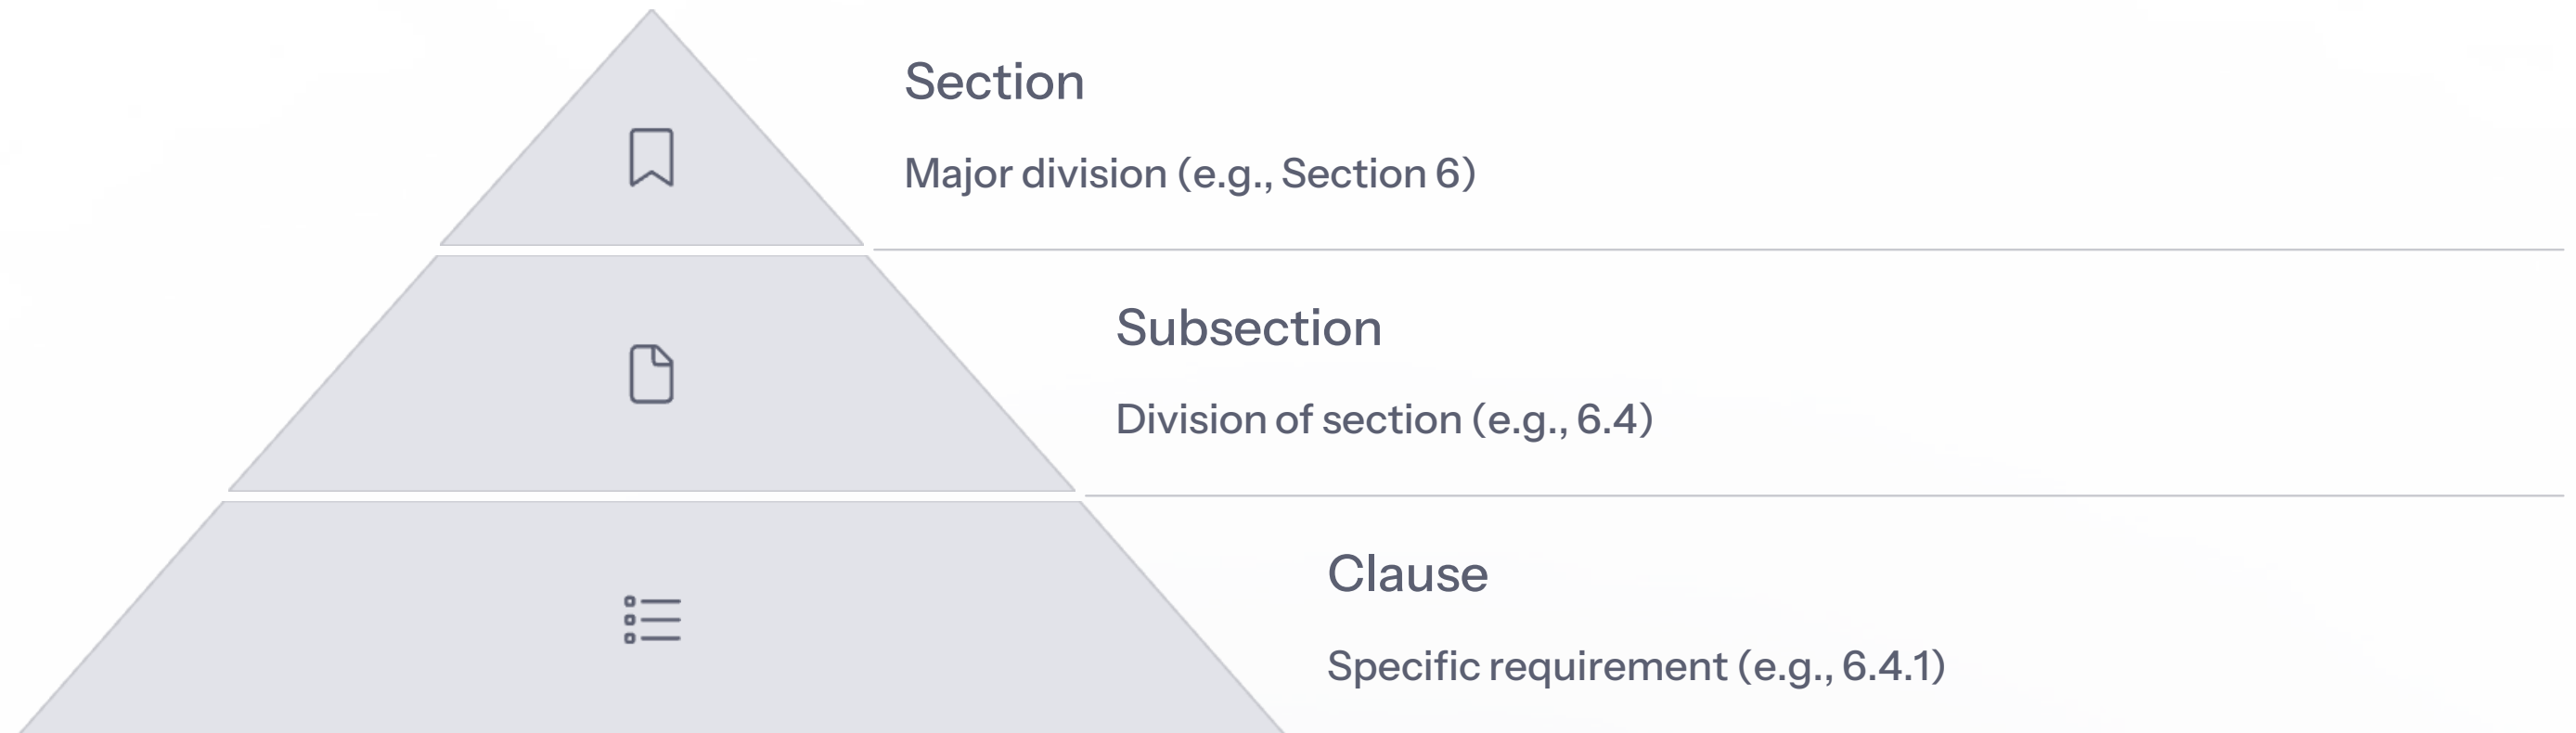 Section
Major division (e.g., Section 6)
Subsection
Division of section (e.g., 6.4)
Clause
Specific requirement (e.g., 6.4.1)